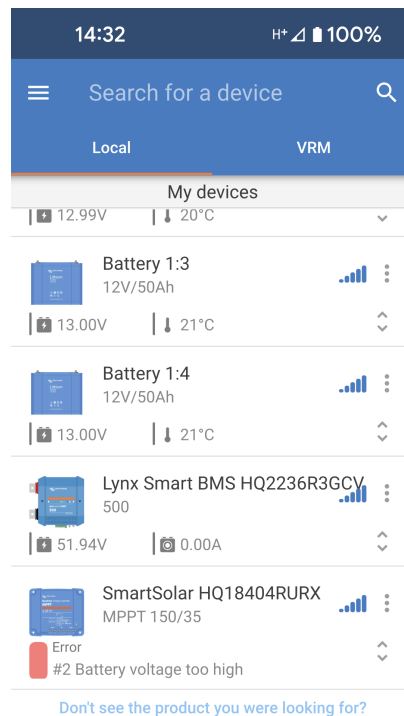 14:32
H+ 100%
Search for a device
Local VRM
My devices
12.99V 20°C
Battery 1:3
12V/50Ah
13.00V 21°C
Battery 1:4
12V/50Ah
13.00V 21°C
Lynx Smart BMS HQ2236R3GCV
500
51.94V 0.00A
SmartSolar HQ18404RURX
MPPT 150/35
Error
#2 Battery voltage too high
Don't see the product you were looking for?